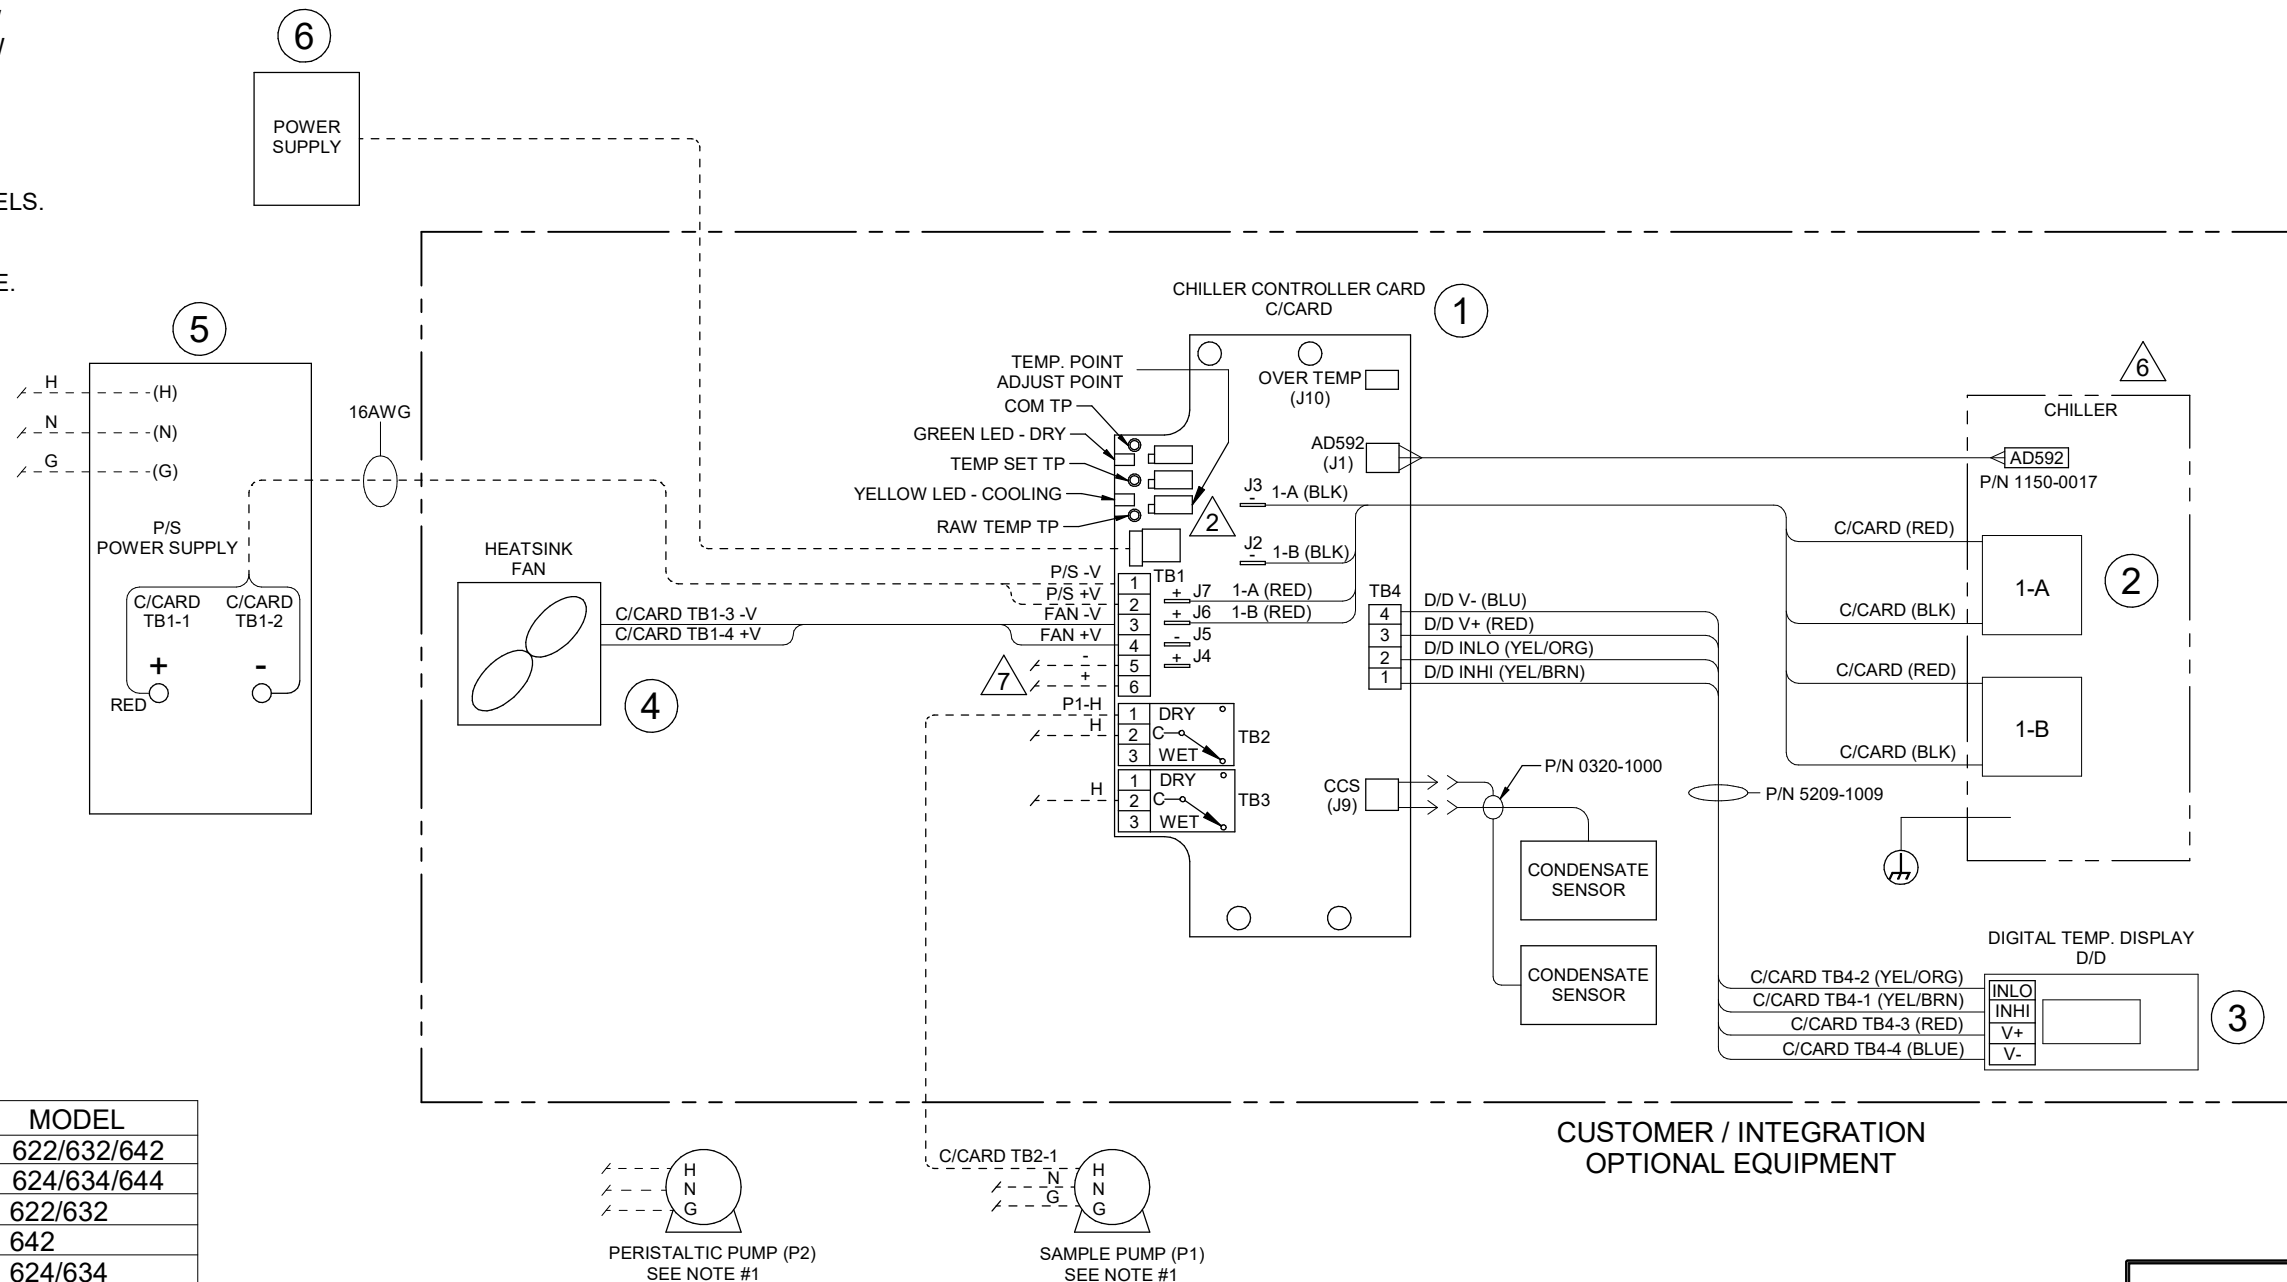 6
POWER
SUPPLY
ELS.
E.
5
H
(H)
N
(N)
G
(G)
16AWG
P/S
POWER SUPPLY
C/CARD
TB1-1
C/CARD
TB1-2
+
-
RED
HEATSINK
FAN
C/CARD TB1-3 -V
C/CARD TB1-4 +V
4
CHILLER CONTROLLER CARD
C/CARD
1
TEMP. POINT
ADJUST POINT
COM TP
GREEN LED - DRY
TEMP SET TP
YELLOW LED - COOLING
RAW TEMP TP
2
OVER TEMP
(J10)
AD592
(J1)
J3
-
1-A (BLK)
J2
-
1-B (BLK)
P/S -V
P/S +V
FAN -V
FAN +V
-
+
7
1
2
3
4
5
6
TB1
+ J7
1-A (RED)
+ J6
1-B (RED)
- J5
+ J4
P1-H
H
1
2
3
DRY
C
WET
TB2
H
1
2
3
DRY
C
WET
TB3
TB4
4
3
2
1
D/D V- (BLU)
D/D V+ (RED)
D/D INLO (YEL/ORG)
D/D INHI (YEL/BRN)
CCS
(J9)
P/N 0320-1000
CONDENSATE
SENSOR
CONDENSATE
SENSOR
P/N 5209-1009
6
CHILLER
AD592
P/N 1150-0017
C/CARD (RED)
1-A
C/CARD (BLK)
2
C/CARD (RED)
1-B
C/CARD (BLK)
DIGITAL TEMP. DISPLAY
D/D
C/CARD TB4-2 (YEL/ORG)
C/CARD TB4-1 (YEL/BRN)
C/CARD TB4-3 (RED)
C/CARD TB4-4 (BLUE)
INLO
INHI
V+
V-
3
CUSTOMER / INTEGRATION
OPTIONAL EQUIPMENT
MODEL
622/632/642
624/634/644
622/632
642
624/634
H
N
G
PERISTALTIC PUMP (P2)
SEE NOTE #1
C/CARD TB2-1
N
G
H
N
G
SAMPLE PUMP (P1)
SEE NOTE #1